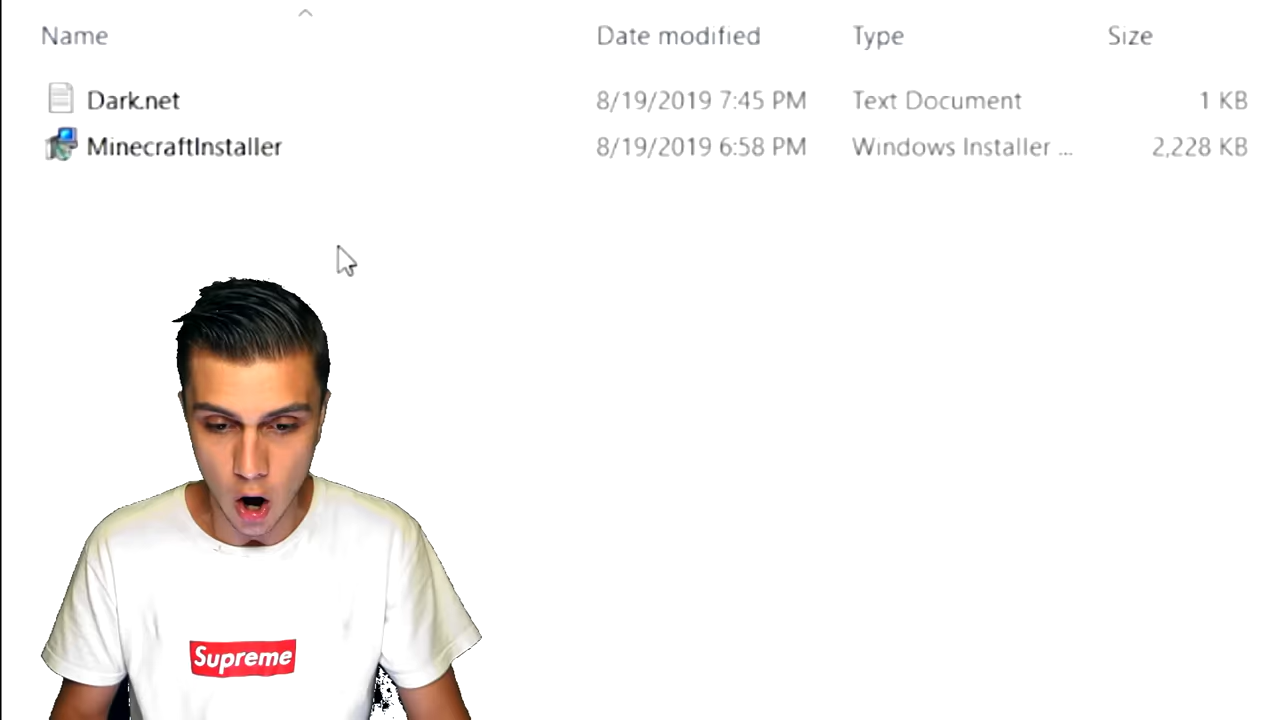 Name Date modified Type Size
Dark.net 8/19/2019 7:45 PM Text Document 1 KB
MinecraftInstaller 8/19/2019 6:58 PM Windows Installer ... 2,228 KB
Supreme